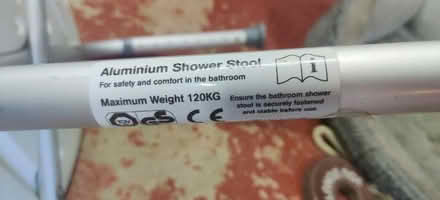 Aluminium Shower Stool
For safety and comfort in the bathroom
Maximum Weight 120KG
Ensure the bathroom shower
stool is securely fastened
and stable before use.
GS CE